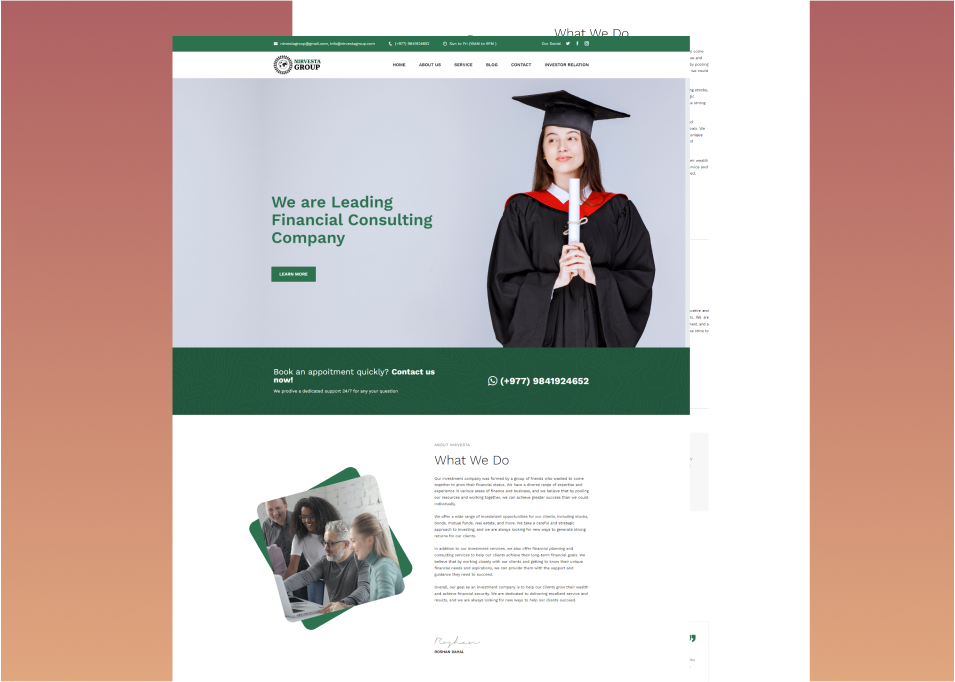 What We Do
nirvestagroup@gmail.com, info@nirvestagroup.com
(+977) 9841924652
Sun to Fri (10AM to 5PM )
Our Social
NIRVESTA
GROUP
HOME
ABOUT US
SERVICE
BLOG
CONTACT
INVESTOR RELATION
We are Leading
Financial Consulting
Company
LEARN MORE
Book an appoitment quickly? Contact us
now!
We prodive a dedicated support 24/7 for any your question
(+977) 9841924652
ABOUT NIRVESTA
What We Do
Our investment company was formed by a group of friends who wanted to come
together to grow their financial status. We have a diverse range of expertise and
experience in various areas of finance and business, and we believe that by pooling
our resources and working together, we can achieve greater success than we could
individually.
We offer a wide range of investment opportunities for our clients, including stocks,
bonds, mutual funds, real estate, and more. We take a careful and strategic
approach to investing, and we are always looking for new ways to generate strong
returns for our clients.
In addition to our investment services, we also offer financial planning and
consulting services to help our clients achieve their long-term financial goals. We
believe that by working closely with our clients and getting to know their unique
financial needs and aspirations, we can provide them with the support and
guidance they need to succeed.
Overall, our goal as an investment company is to help our clients grow their wealth
and achieve financial security. We are dedicated to delivering excellent service and
results, and we are always looking for new ways to help our clients succeed.
Roshan
ROSHAN DAHAL